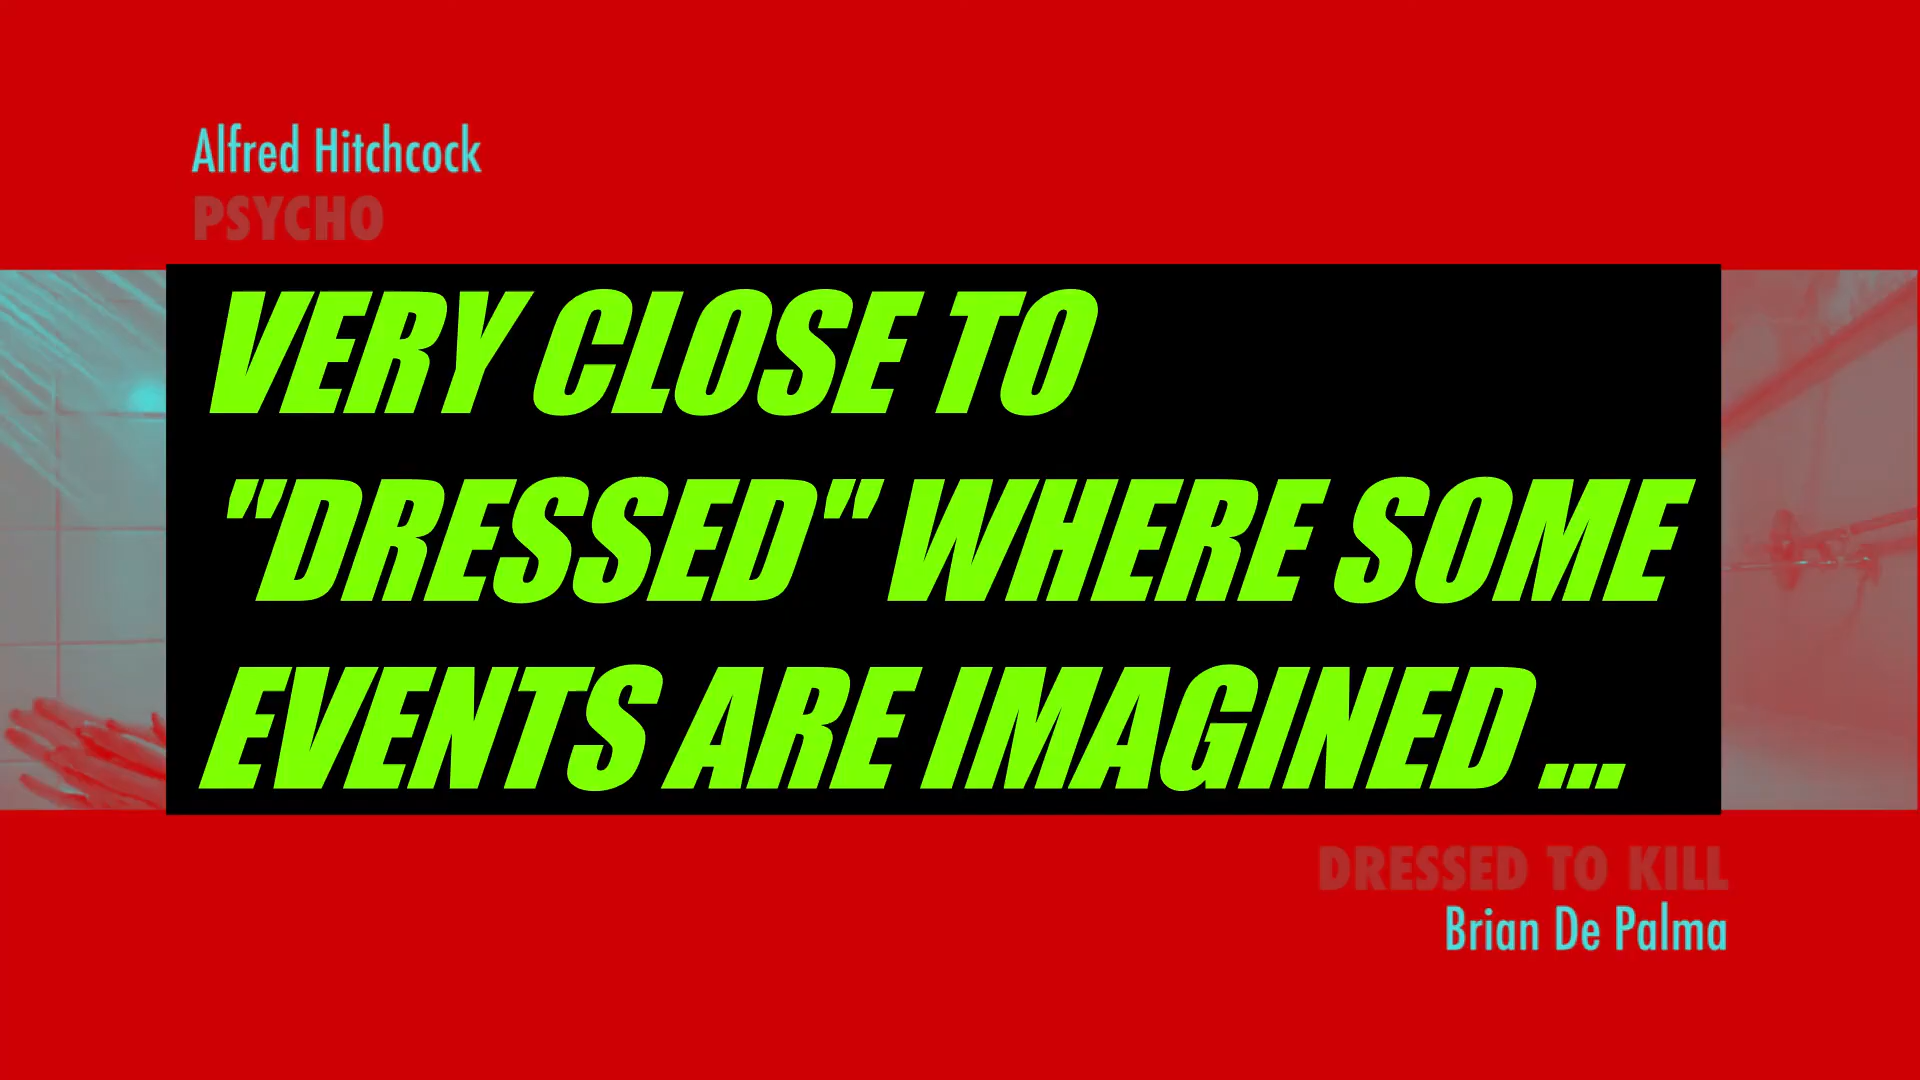 Alfred Hitchcock
PSYCHO
VERY CLOSE TO
"DRESSED" WHERE SOME
EVENTS ARE IMAGINED ...
DRESSED TO KILL
Brian De Palma